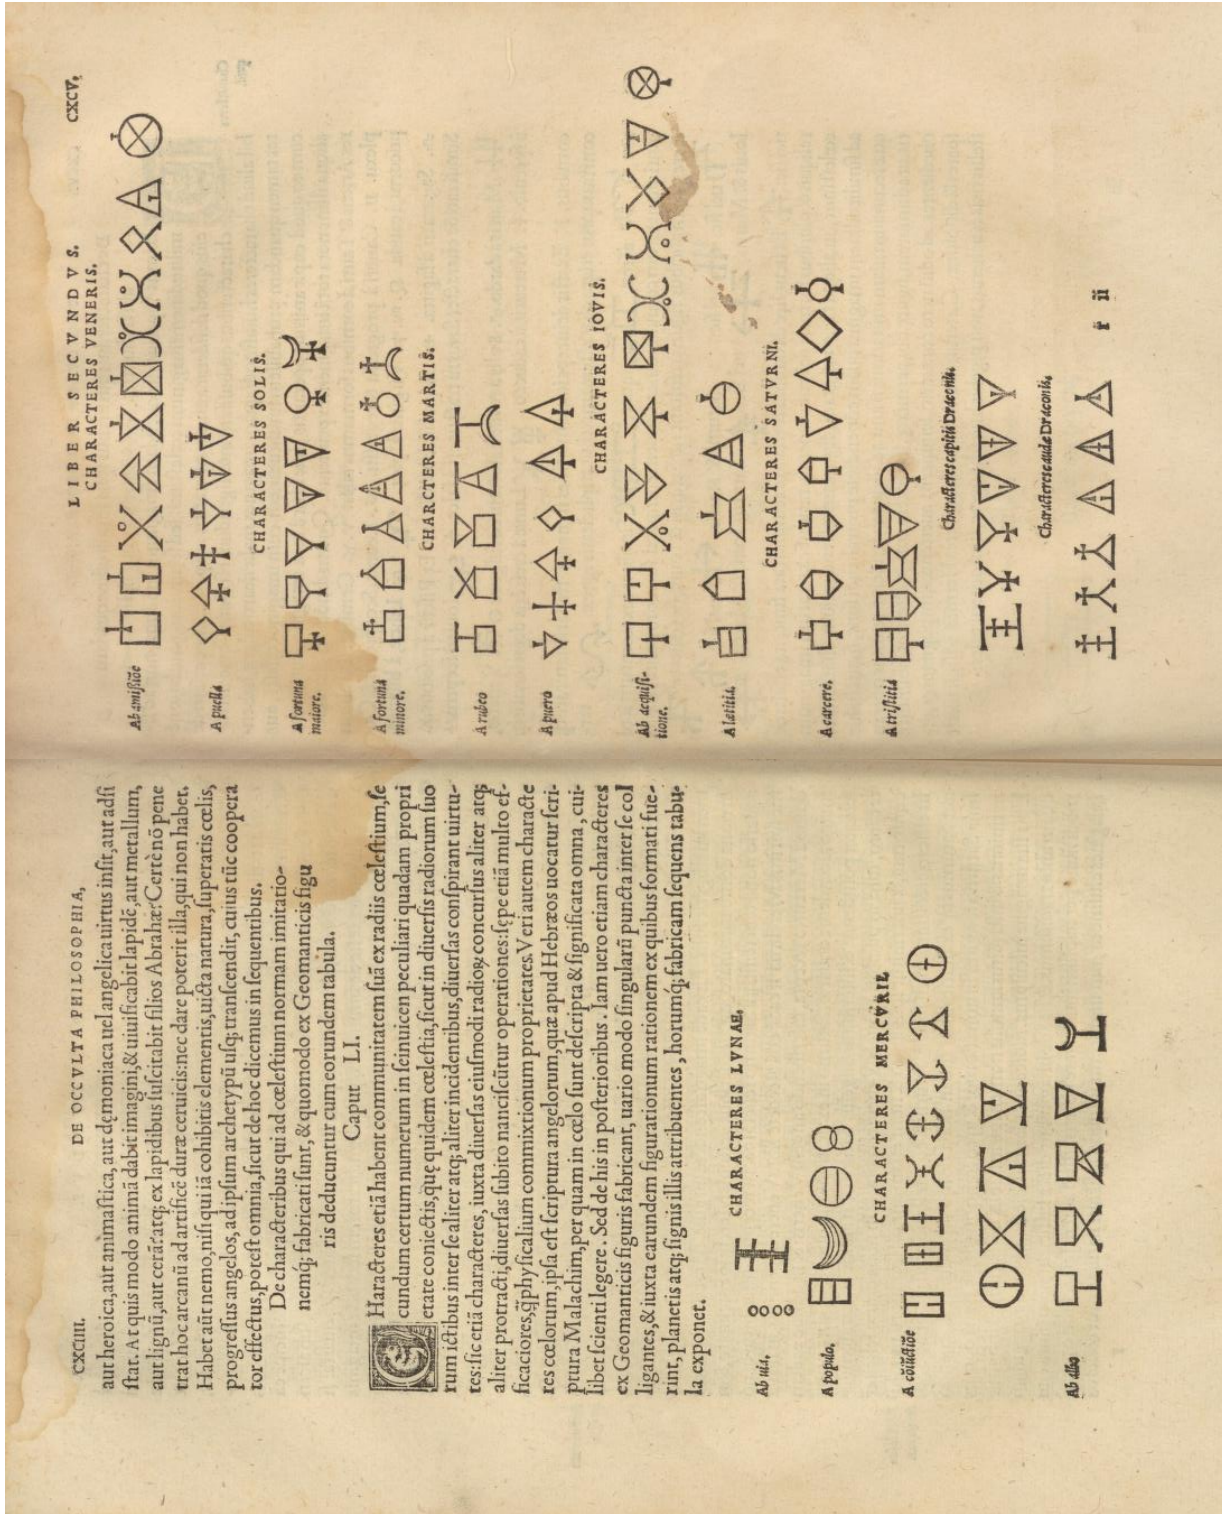 CXCIIII. DE OCCVLTA PHILOSOPHIA,
aut heroica, aut animaſtica, aut dęmoniaca uel angelica uirtus inſit, aut adſi
ſtat. At quis modo animā dabit imagini, & uiuificabit lapidē, aut metallum,
aut lignū, aut cerā? atq; ex lapidibus ſuſcitabit filios Abrahæ? Certè nō pene
trat hoc arcanū ad artificē duræ ceruicis: nec dare poterit illa, qui non habet.
Habet aūt nemo, niſi qui iā cohibitis elementis, uicta natura, ſuperatis cœlis,
progreſſus angelos, ad ipſum archetypū uſq; tranſcendit, cuius tūc coopera
tor effectus, poteſt omnia, ſicut de hoc dicemus in ſequentibus.
De characteribus qui ad cœleſtium normam imitatio-
nemq; fabricati ſunt, & quomodo ex Geomanticis figu
ris deducuntur cum eorundem tabula.
Caput LI.
CHaracteres etiā habent communitatem ſuā ex radiis cœleſtium, ſe
cundum certum numerum in ſeinuicen peculiari quadam propri
etate coniectis, quę quidem cœleſtia, ſicut in diuerſis radiorum ſuo
rum ictibus inter ſe aliter atq; aliter incidentibus, diuerſas conſpirant uirtu-
tes: ſic etiā characteres, iuxta diuerſas eiuſmodi radioꝝ concurſus aliter atq;
aliter protracti, diuerſas ſubito nanciſcūtur operationes: ſępe etiā multo ef-
ficaciores, q̃ phyſicalium commixtionum proprietates. Veri autem characte
res cœlorum, ipſa eſt ſcriptura angelorum, quæ apud Hebræos uocatur ſcri-
ptura Malachim, per quam in cœlo ſunt deſcripta & ſignificata omna, cui-
libet ſcienti legere. Sed de his in poſterioribus. Iam uero etiam characteres
ex Geomanticis figuris fabricant, uario modo ſingularū puncta inter ſe col
ligantes, & iuxta earundem figurationum rationem ex quibus formati fue-
runt, planetis atq; ſignis illis attribuentes, horumq́; fabricam ſequens tabu-
la exponet.
CHARACTERES LVNAE,
Ab uia,
A populo,
CHARACTERES MERCVRII,
A cōiūctiōe
Ab albo
LIBER SECVNDVS. CXCV,
CHARACTERES VENERIS.
Ab amiſſiōe
A puella
CHARACTERES SOLIS.
A fortuna
maiore.
A fortuna
minore.
CHARCTERES MARTIS.
A rubeo
A puero
CHARACTERES IOVIS.
Ab acquiſi-
tione.
A lætitia.
CHARACTERES SATVRNI.
A carcere.
A triſtitia
Characteres capitis Draconis,
Characteres caudæ Draconis,
r ii